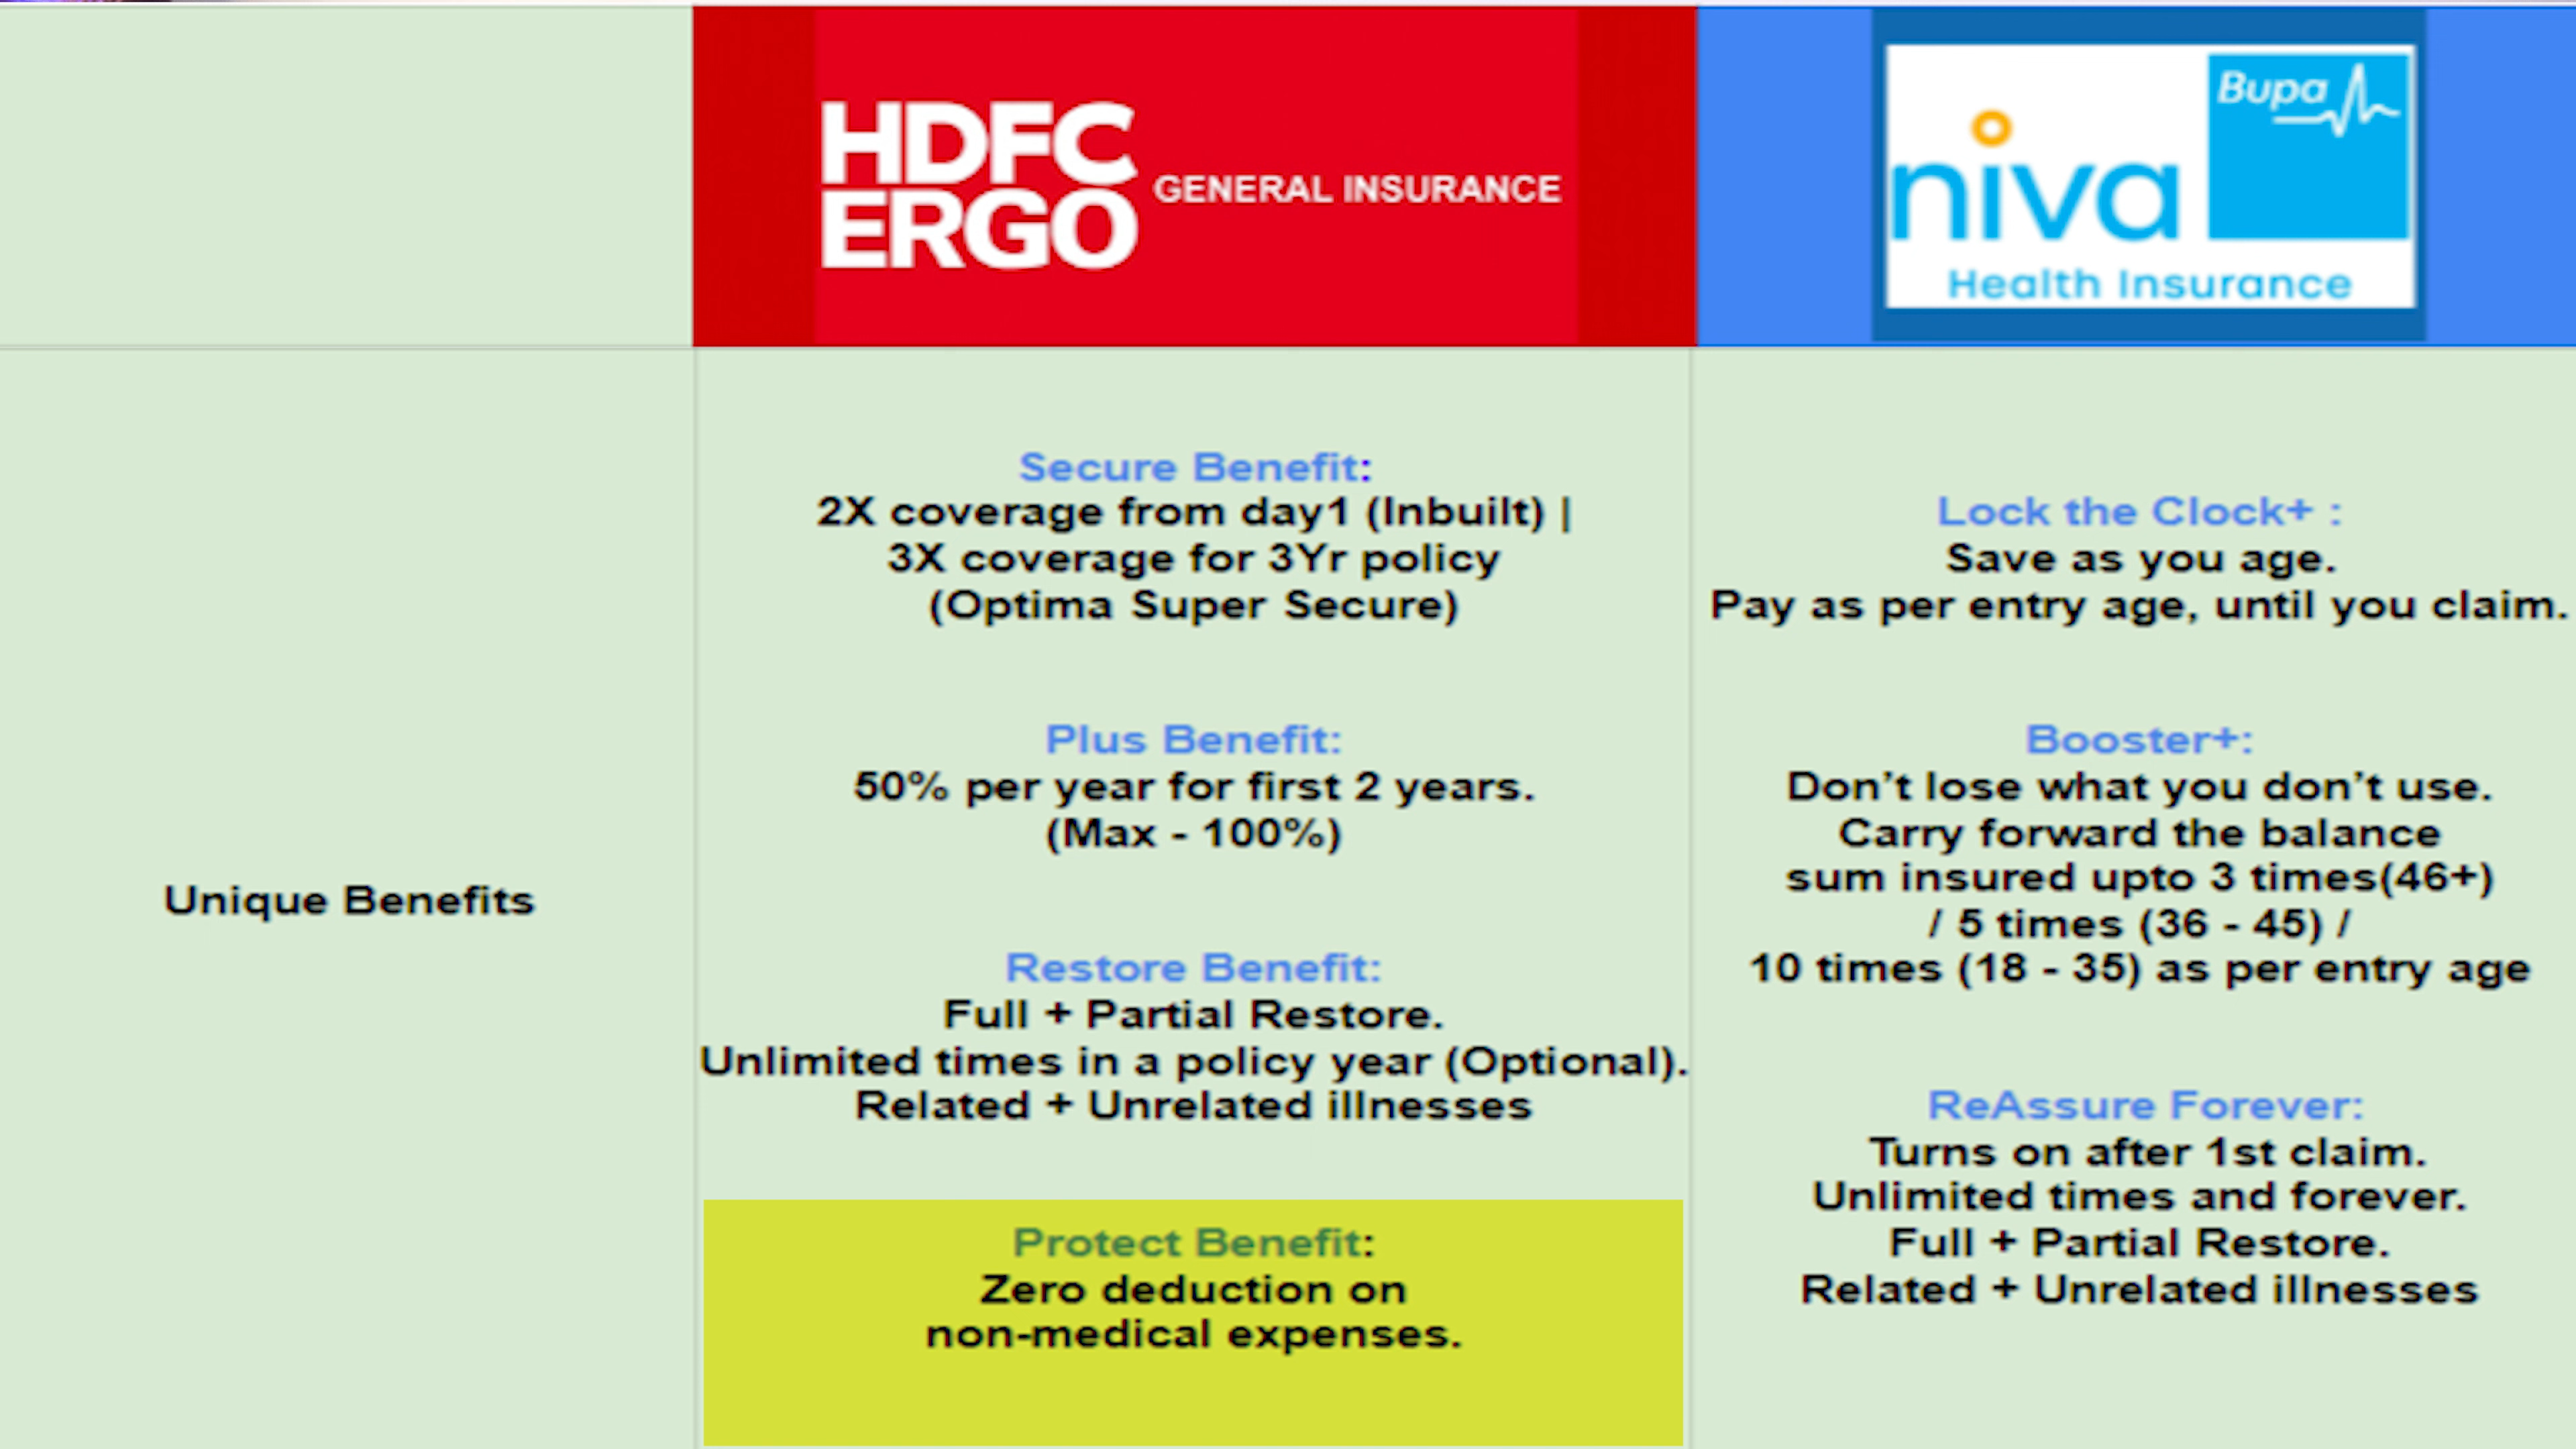 HDFC
ERGO
GENERAL INSURANCE
Bupa
niva
Health Insurance
Unique Benefits
Secure Benefit:
2X coverage from day1 (Inbuilt) |
3X coverage for 3Yr policy
(Optima Super Secure)
Plus Benefit:
50% per year for first 2 years.
(Max - 100%)
Restore Benefit:
Full + Partial Restore.
Unlimited times in a policy year (Optional).
Related + Unrelated illnesses
Protect Benefit:
Zero deduction on
non-medical expenses.
Lock the Clock+ :
Save as you age.
Pay as per entry age, until you claim.
Booster+:
Don’t lose what you don’t use.
Carry forward the balance
sum insured upto 3 times(46+)
/ 5 times (36 - 45) /
10 times (18 - 35) as per entry age
ReAssure Forever:
Turns on after 1st claim.
Unlimited times and forever.
Full + Partial Restore.
Related + Unrelated illnesses